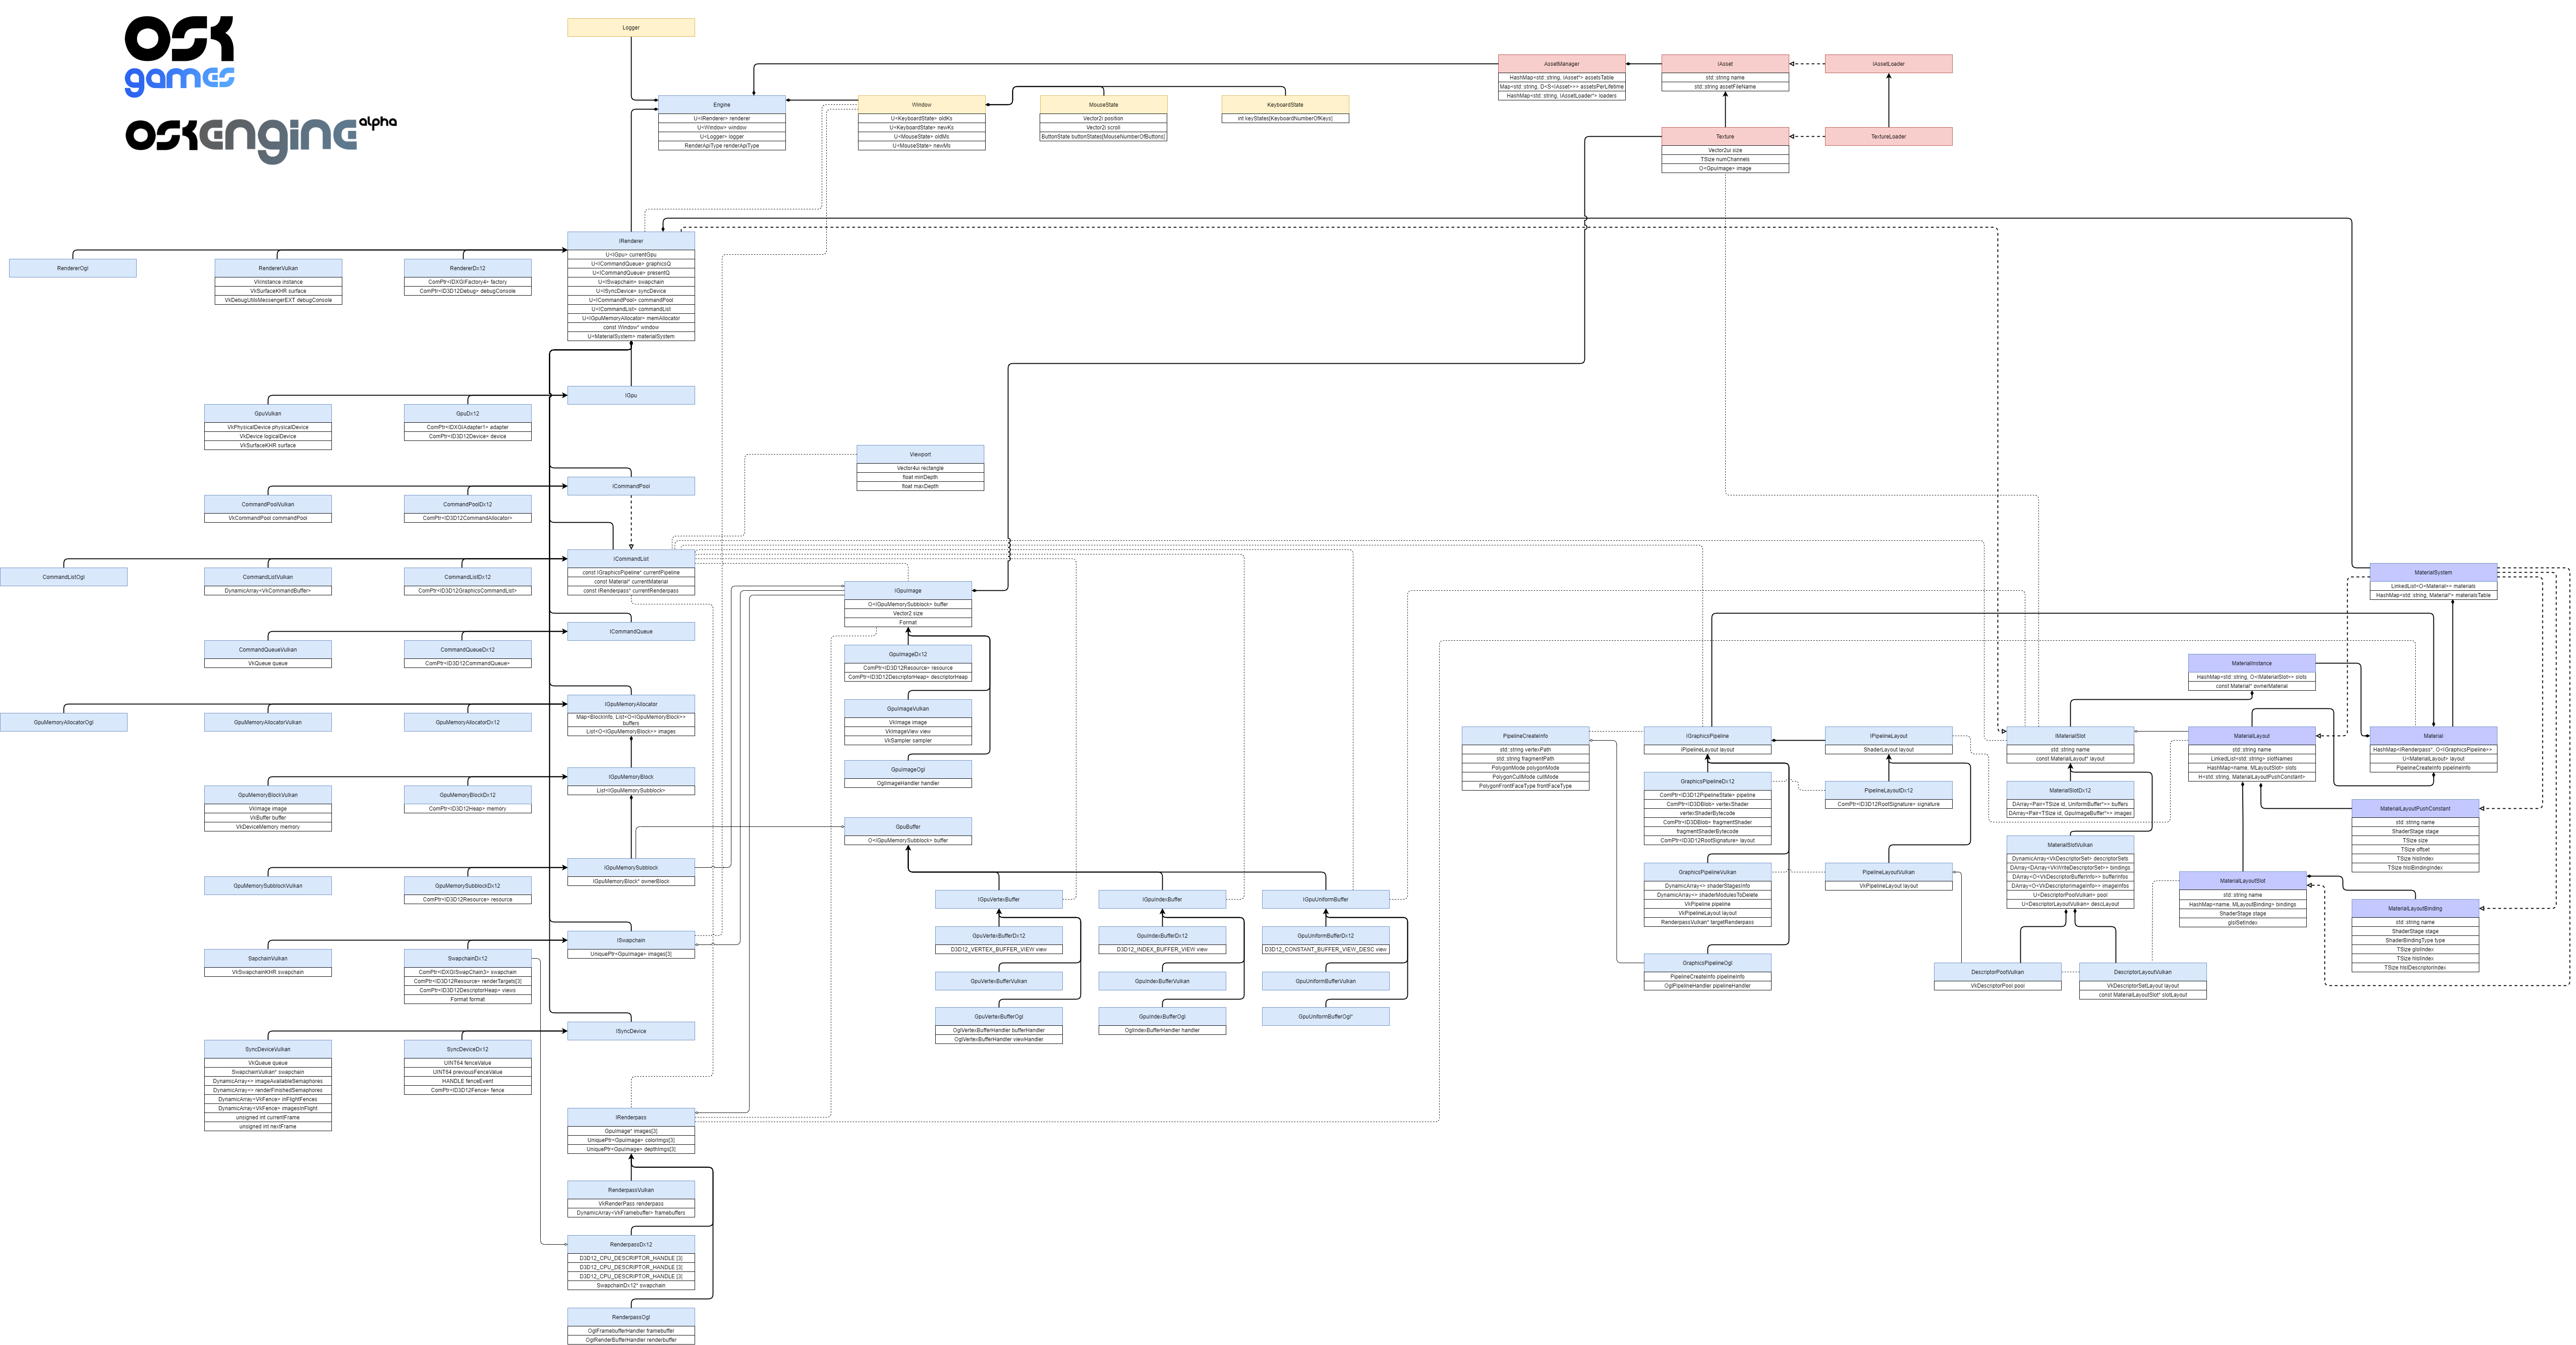 OSK
games
OSKengine alpha
Logger
Engine
U<IRenderer> renderer
U<Window> window
U<Logger> logger
RenderApiType renderApiType
Window
U<KeyboardState> oldKs
U<KeyboardState> newKs
U<MouseState> oldMs
U<MouseState> newMs
MouseState
Vector2i position
Vector2i scroll
ButtonState buttonStates[MouseNumberOfButtons]
KeyboardState
int keyStates[KeyboardNumberOfKeys]
AssetManager
HashMap<std::string, IAsset*> assetsTable
Map<std::string, D<S<IAsset>>> assetsPerLifetime
HashMap<std::string, IAssetLoader*> loaders
IAsset
std::string name
std::string assetFileName
IAssetLoader
Texture
Vector2ui size
TSize numChannels
O<GpuImage> image
TextureLoader
IRenderer
U<IGpu> currentGpu
U<ICommandQueue> graphicsQ
U<ICommandQueue> presentQ
U<ISwapchain> swapchain
U<ISyncDevice> syncDevice
U<ICommandPool> commandPool
U<ICommandList> commandList
U<IGpuMemoryAllocator> memAllocator
const Window* window
U<MaterialSystem> materialSystem
RendererOgl
RendererVulkan
VkInstance instance
VkSurfaceKHR surface
VkDebugUtilsMessengerEXT debugConsole
RendererDx12
ComPtr<IDXGIFactory4> factory
ComPtr<ID3D12Debug> debugConsole
IGpu
GpuVulkan
VkPhysicalDevice physicalDevice
VkDevice logicalDevice
VkSurfaceKHR surface
GpuDx12
ComPtr<IDXGIAdapter1> adapter
ComPtr<ID3D12Device> device
Viewport
Vector4ui rectangle
float minDepth
float maxDepth
ICommandPool
CommandPoolVulkan
VkCommandPool commandPool
CommandPoolDx12
ComPtr<ID3D12CommandAllocator>
ICommandList
const IGraphicsPipeline* currentPipeline
const Material* currentMaterial
const IRenderpass* currentRenderpass
CommandListOgl
CommandListVulkan
DynamicArray<VkCommandBuffer>
CommandListDx12
ComPtr<ID3D12GraphicsCommandList>
ICommandQueue
CommandQueueVulkan
VkQueue queue
CommandQueueDx12
ComPtr<ID3D12CommandQueue>
IGpuMemoryAllocator
Map<BlockInfo, List<O<IGpuMemoryBlock>>
buffers
List<O<IGpuMemoryBlock>> images
GpuMemoryAllocatorOgl
GpuMemoryAllocatorVulkan
GpuMemoryAllocatorDx12
IGpuMemoryBlock
List<IGpuMemorySubblock>
GpuMemoryBlockVulkan
VkImage image
VkBuffer buffer
VkDeviceMemory memory
GpuMemoryBlockDx12
ComPtr<ID3D12Heap> memory
IGpuMemorySubblock
IGpuMemoryBlock* ownerBlock
GpuMemorySubblockVulkan
GpuMemorySubblockDx12
ComPtr<ID3D12Resource> resource
ISwapchain
UniquePtr<GpuImage> images[3]
SapchainVulkan
VkSwapchainKHR swapchain
SwapchainDx12
ComPtr<IDXGISwapChain3> swapchain
ComPtr<ID3D12Resource> renderTargets[3]
ComPtr<ID3D12DescriptorHeap> views
Format format
ISyncDevice
SyncDeviceVulkan
VkQueue queue
SwapchainVulkan* swapchain
DynamicArray<> imageAvailableSemaphores
DynamicArray<> renderFinishedSemaphores
DynamicArray<VkFence> inFlightFences
DynamicArray<VkFence> imagesInFlight
unsigned int currentFrame
unsigned int nextFrame
SyncDeviceDx12
UINT64 fenceValue
UINT64 previousFenceValue
HANDLE fenceEvent
ComPtr<ID3D12Fence> fence
IRenderpass
GpuImage* images[3]
UniquePtr<GpuImage> colorImgs[3]
UniquePtr<GpuImage> depthImgs[3]
RenderpassVulkan
VkRenderPass renderpass
DynamicArray<VkFramebuffer> framebuffers
RenderpassDx12
D3D12_CPU_DESCRIPTOR_HANDLE [3]
D3D12_CPU_DESCRIPTOR_HANDLE [3]
D3D12_CPU_DESCRIPTOR_HANDLE [3]
SwapchainDx12* swapchain
RenderpassOgl
OglFramebufferHandler framebuffer
OglRenderBufferHandler renderbuffer
IGpuImage
O<IGpuMemorySubblock> buffer
Vector2 size
Format
GpuImageDx12
ComPtr<ID3D12Resource> resource
ComPtr<ID3D12DescriptorHeap> descriptorHeap
GpuImageVulkan
VkImage image
VkImageView view
VkSampler sampler
GpuImageOgl
OglImageHandler handler
GpuBuffer
O<IGpuMemorySubblock> buffer
IGpuVertexBuffer
GpuVertexBufferDx12
D3D12_VERTEX_BUFFER_VIEW view
GpuVertexBufferVulkan
GpuVertexBufferOgl
OglVertexBufferHandler bufferHandler
OglVertexBufferHandler viewHandler
IGpuIndexBuffer
GpuIndexBufferDx12
D3D12_INDEX_BUFFER_VIEW view
GpuIndexBufferVulkan
GpuIndexBufferOgl
OglIndexBufferHandler handler
IGpuUniformBuffer
GpuUniformBufferDx12
D3D12_CONSTANT_BUFFER_VIEW_DESC view
GpuUniformBufferVulkan
GpuUniformBufferOgl*
PipelineCreateInfo
std::string vertexPath
std::string fragmentPath
PolygonMode polygonMode
PolygonCullMode cullMode
PolygonFrontFaceType frontFaceType
IGraphicsPipeline
IPipelineLayout layout
GraphicsPipelineDx12
ComPtr<ID3D12PipelineState> pipeline
ComPtr<ID3DBlob> vertexShader
vertexShaderBytecode
ComPtr<ID3DBlob> fragmentShader
fragmentShaderBytecode
ComPtr<ID3D12RootSignature> layout
GraphicsPipelineVulkan
DynamicArray<> shaderStagesInfo
DynamicArray<> shaderModulesToDelete
VkPipeline pipeline
VkPipelineLayout layout
RenderpassVulkan* targetRenderpass
GraphicsPipelineOgl
PipelineCreateInfo pipelineInfo
OglPipelineHandler pipelineHandler
IPipelineLayout
ShaderLayout layout
PipelineLayoutDx12
ComPtr<ID3D12RootSignature> signature
PipelineLayoutVulkan
VkPipelineLayout layout
IMaterialSlot
std::string name
const MaterialLayout* layout
MaterialSlotDx12
DArray<Pair<TSize id, UniformBuffer*>> buffers
DArray<Pair<TSize id, GpuImageBuffer*>> images
MaterialSlotVulkan
DynamicArray<VkDescriptorSet> descriptorSets
DArray<DArray<VkWriteDescriptorSet>> bindings
DArray<O<VkDescriptorBufferInfo>> bufferInfos
DArray<O<VkDescriptorImageInfo>> imageInfos
U<DescriptorPoolVulkan> pool
U<DescriptorLayoutVulkan> descLayout
DescriptorPoolVulkan
VkDescriptorPool pool
DescriptorLayoutVulkan
VkDescriptorSetLayout layout
const MaterialLayoutSlot* slotLayout
MaterialSystem
LinkedList<O<Material>> materials
HashMap<std::string, Material*> materialsTable
MaterialInstance
HashMap<std::string, O<IMaterialSlot>> slots
const Material* ownerMaterial
MaterialLayout
std::string name
LinkedList<std::string> slotNames
HashMap<name, MLayoutSlot> slots
H<std::string, MaterialLayoutPushConstant>
Material
HashMap<IRenderpass*, O<IGraphicsPipeline>>
U<MaterialLayout> layout
PipelineCreateInfo pipelineInfo
MaterialLayoutPushConstant
std::string name
ShaderStage stage
TSize size
TSize offset
TSize hlslIndex
TSize hlslBindingIndex
MaterialLayoutSlot
std::string name
HashMap<name, MLayoutBinding> bindings
ShaderStage stage
glslSetIndex
MaterialLayoutBinding
std::string name
ShaderStage stage
ShaderBindingType type
TSize glslIndex
TSize hlslIndex
TSize hlslDescriptorIndex